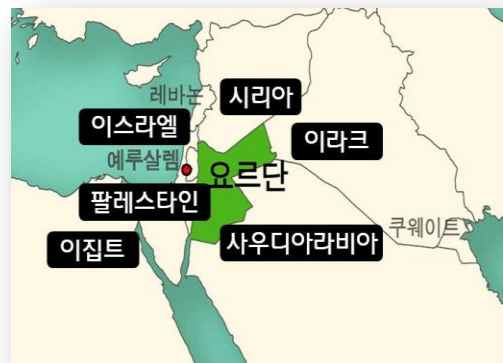 레바논
시리아
이스라엘
이라크
예루살렘
요르단
팔레스타인
쿠웨이트
이집트
사우디아라비아